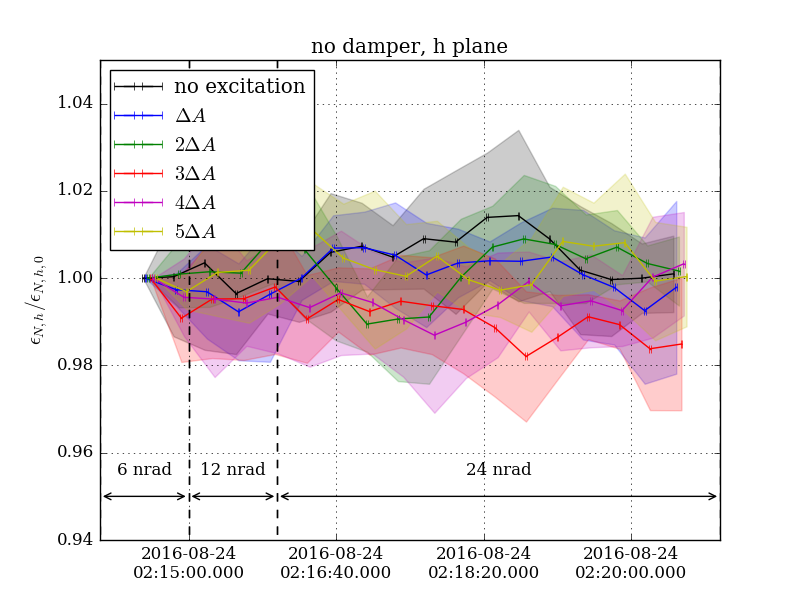 no damper, h plane
1.04
1.02
1.00
0.98
0.96
0.94
ϵ_{N,h}/ϵ_{N,h,0}
no excitation
ΔA
2ΔA
3ΔA
4ΔA
5ΔA
6 nrad
12 nrad
24 nrad
2016-08-24
02:15:00.000
2016-08-24
02:16:40.000
2016-08-24
02:18:20.000
2016-08-24
02:20:00.000